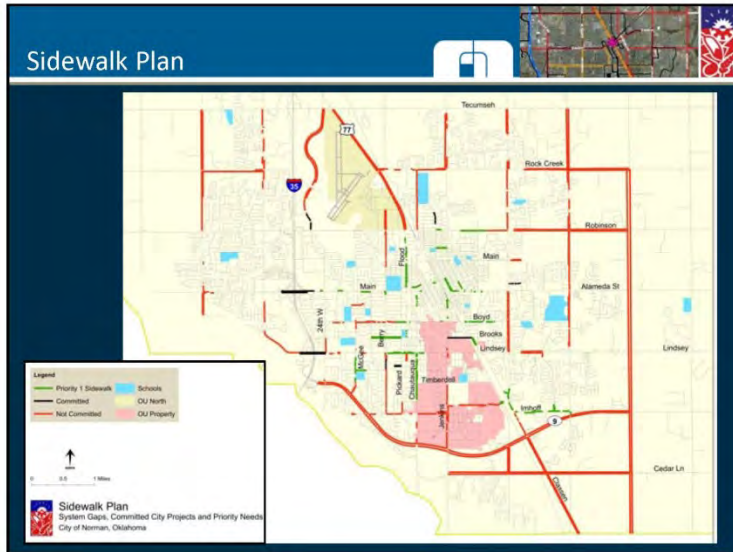 Sidewalk Plan
Tecumseh
77
Rock Creek
35
Robinson
Flood
Main
Main
Alameda St
24th W
Boyd
Berry
Brooks
Lindsey
Lindsey
McGee
Pickard
Chautauqua
Timberdell
Jenkins
Imhoff
9
Classen
Cedar Ln
Legend
Priority 1 Sidewalk
Schools
Committed
OU North
Not Committed
OU Property
0 0.5 1 Miles
Sidewalk Plan
System Gaps, Committed City Projects and Priority Needs
City of Norman, Oklahoma